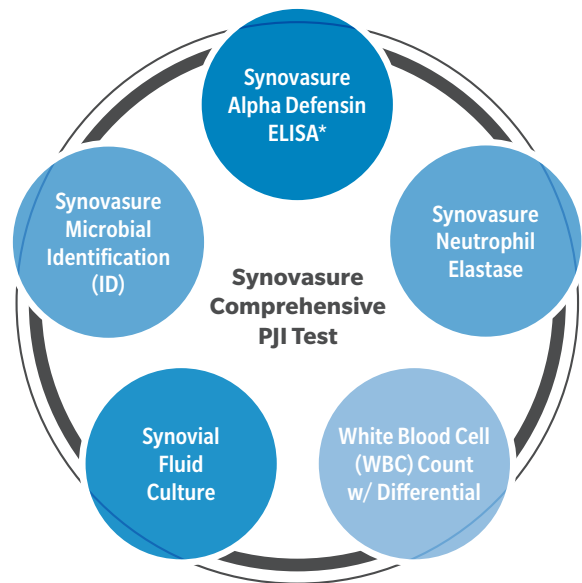 Synovasure
Alpha Defensin
ELISA*
Synovasure
Microbial
Identification
(ID)
Synovasure
Neutrophil
Elastase
Synovasure
Comprehensive
PJI Test
Synovial
Fluid
Culture
White Blood Cell
(WBC) Count
w/ Differential